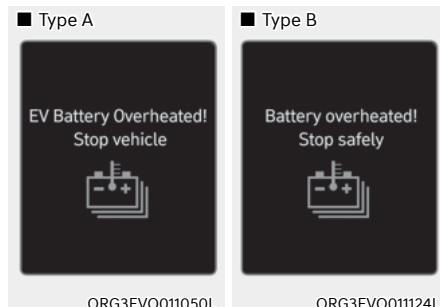 ■ Type A
EV Battery Overheated!
Stop vehicle
ORG3EVQ011050L
■ Type B
Battery overheated!
Stop safely
ORG3EVQ011124L